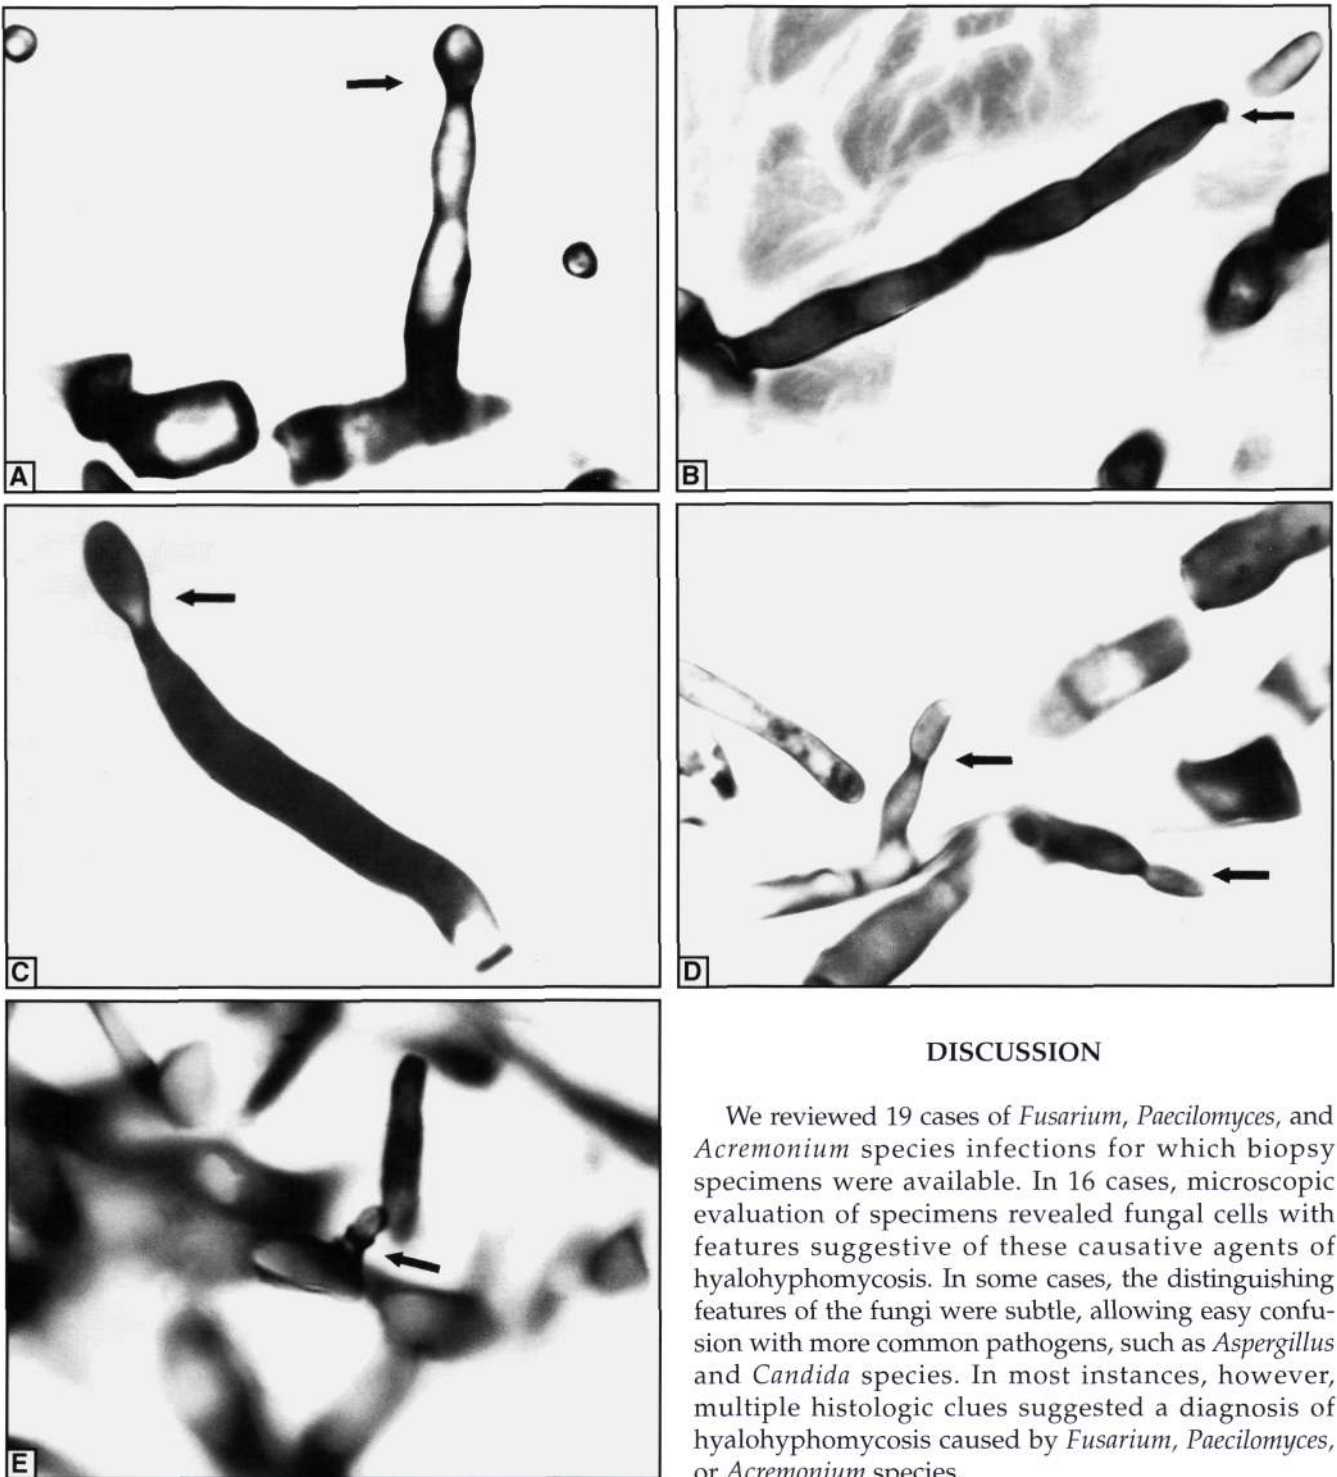 A
B
C
D
E
DISCUSSION
We reviewed 19 cases of Fusarium, Paecilomyces, and
Acremonium species infections for which biopsy
specimens were available. In 16 cases, microscopic
evaluation of specimens revealed fungal cells with
features suggestive of these causative agents of
hyalohyphomycosis. In some cases, the distinguishing
features of the fungi were subtle, allowing easy confu-
sion with more common pathogens, such as Aspergillus
and Candida species. In most instances, however,
multiple histologic clues suggested a diagnosis of
hyalohyphomycosis caused by Fusarium, Paecilomyces,
or Acremonium species.